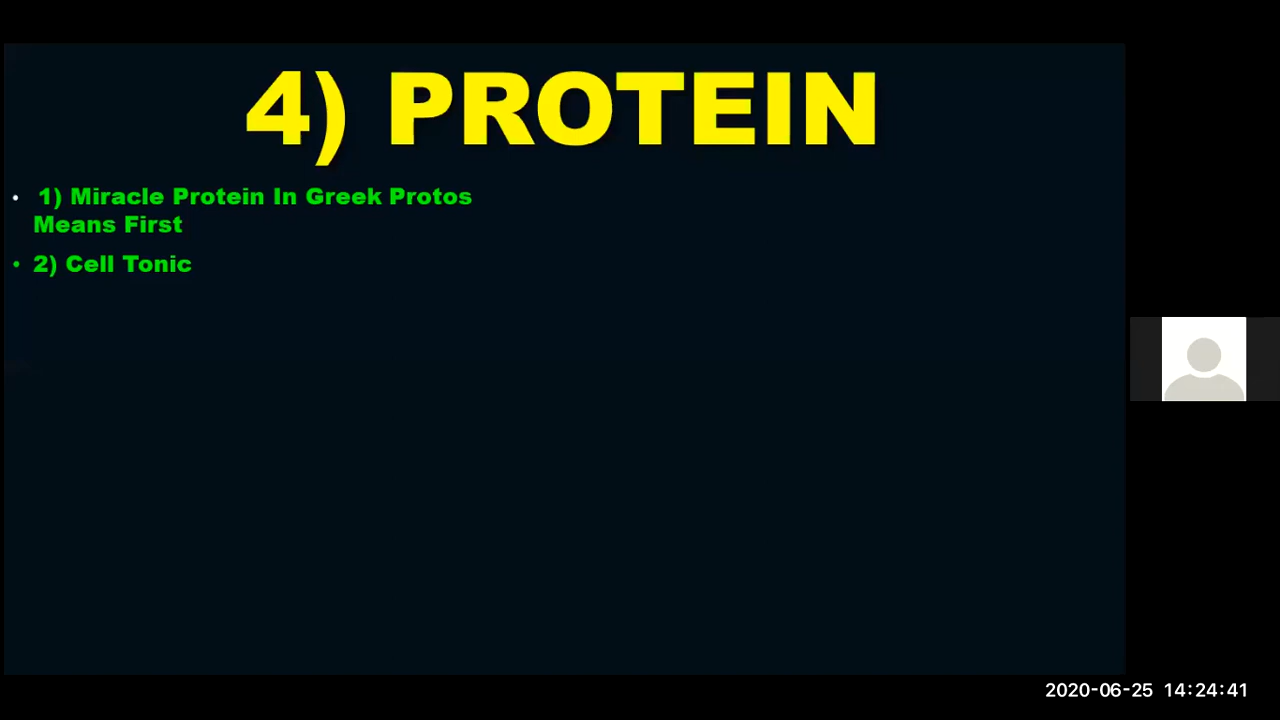 4) PROTEIN
• 1) Miracle Protein In Greek Protos
Means First
• 2) Cell Tonic
2020-06-25 14:24:41